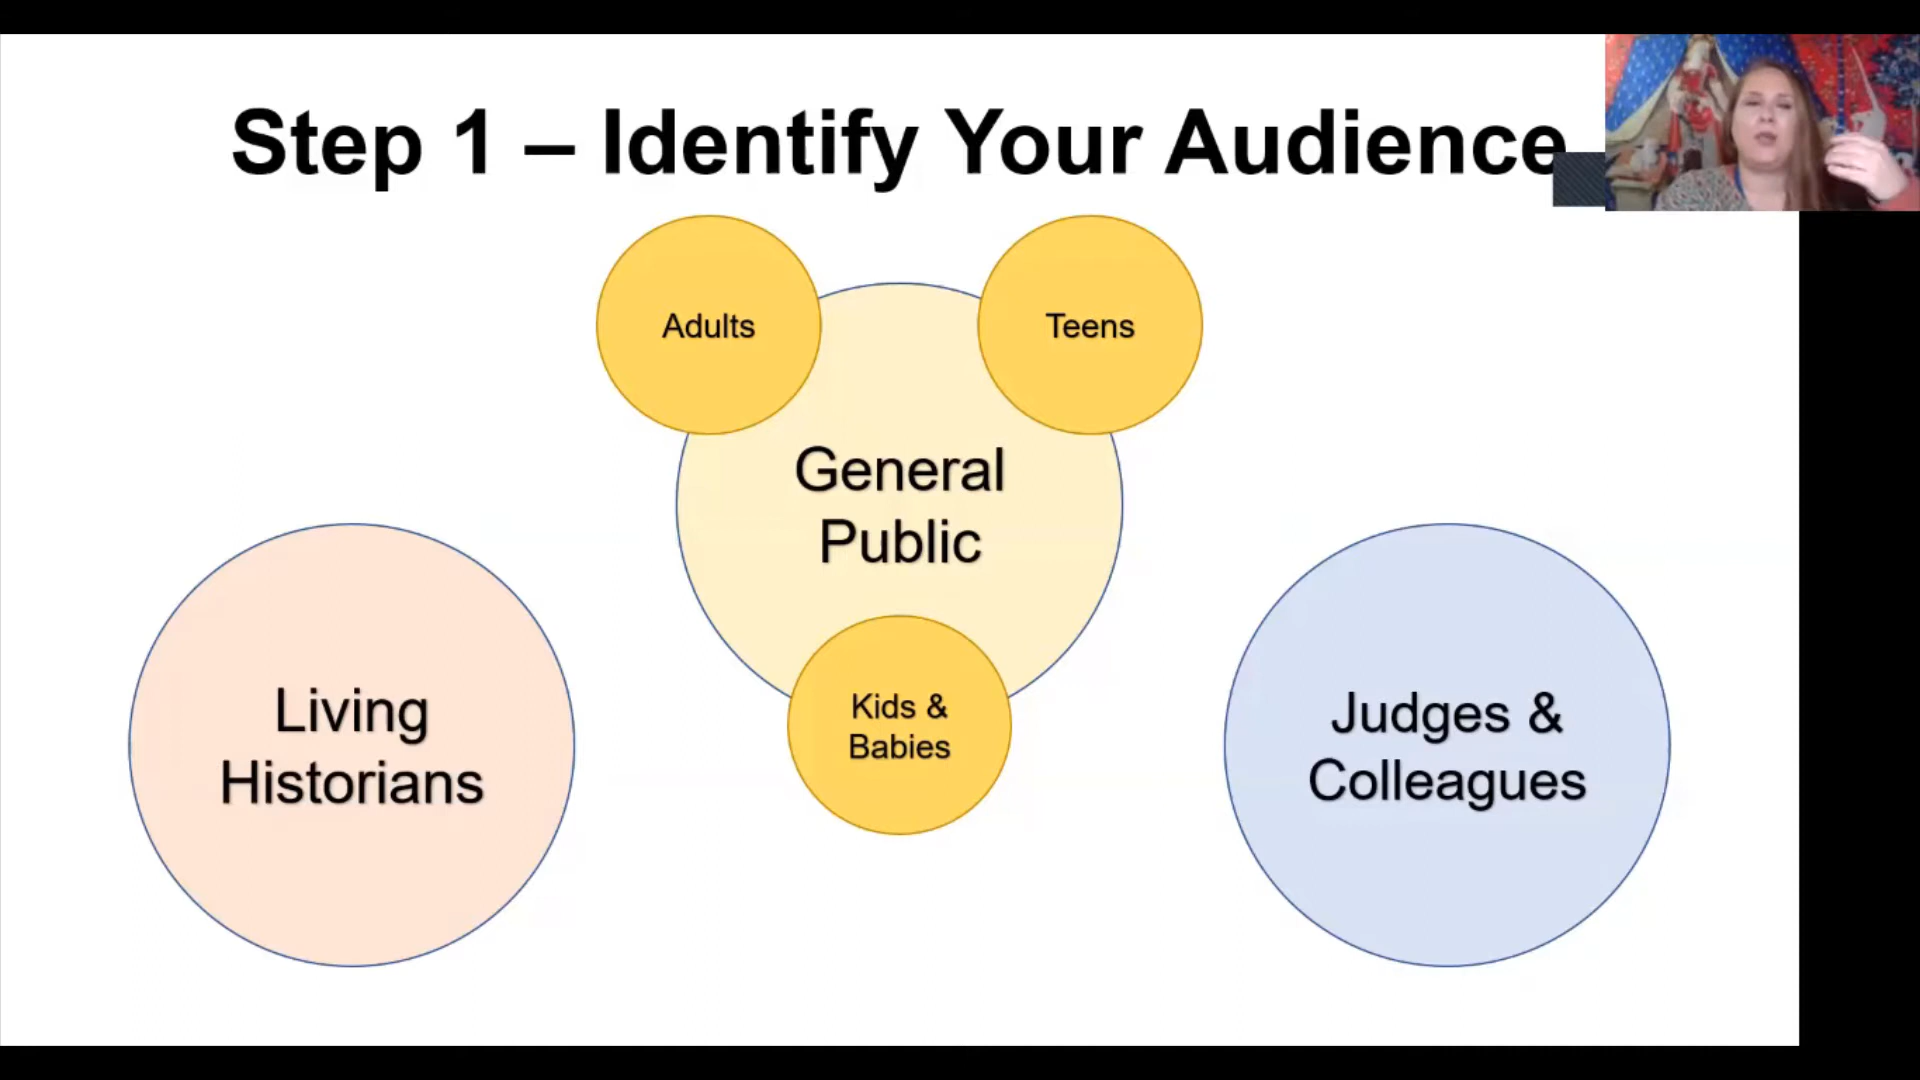 Step 1 – Identify Your Audience
Adults
Teens
General
Public
Kids &
Babies
Living
Historians
Judges &
Colleagues